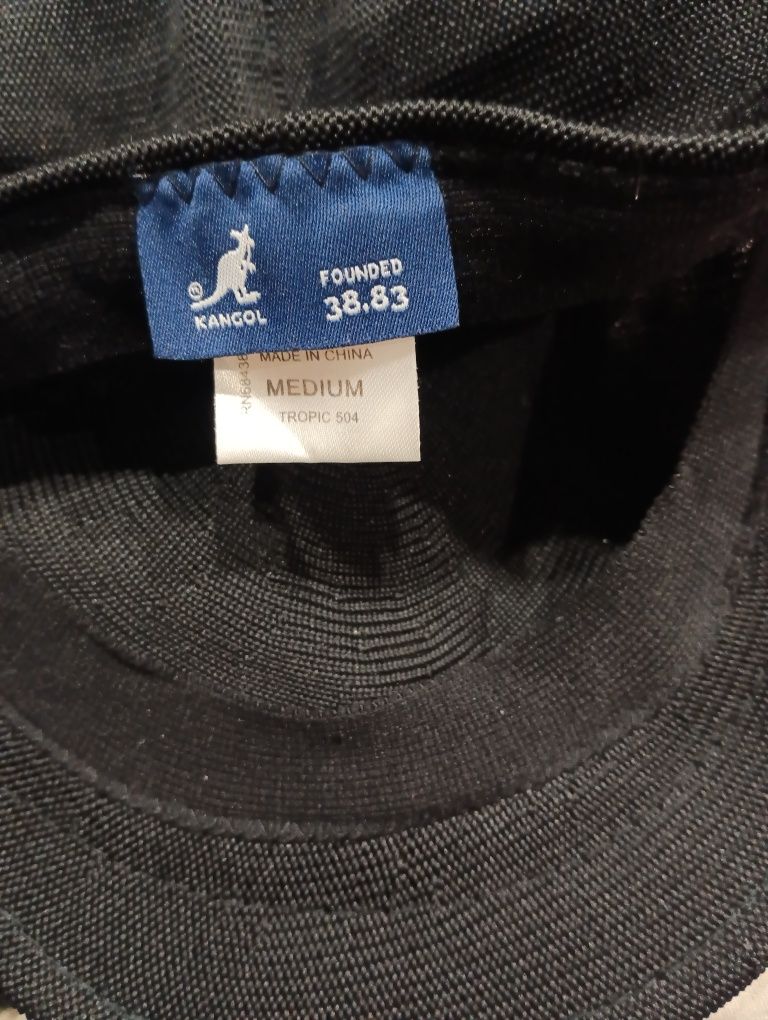 ®
KANGOL
FOUNDED
38.83
MADE IN CHINA
MEDIUM
TROPIC 504